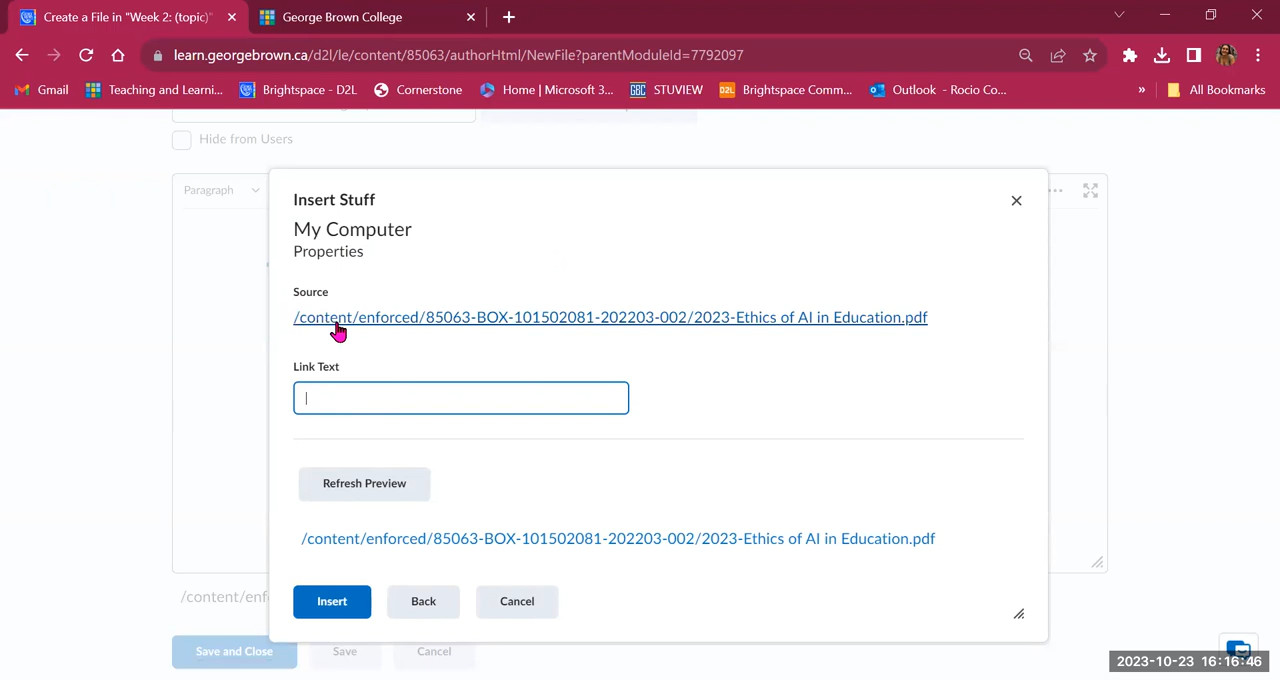 Create a File in "Week 2: (topic)"
George Brown College
learn.georgebrown.ca/d2l/le/content/85063/authorHtml/NewFile?parentModuleId=7792097
Gmail
Teaching and Learni...
Brightspace - D2L
Cornerstone
Home | Microsoft 3...
GBC
STUVIEW
D2L
Brightspace Comm...
Outlook - Rocio Co...
»
All Bookmarks
Hide from Users
Paragraph
Insert Stuff
My Computer
Properties
Source
/content/enforced/85063-BOX-101502081-202203-002/2023-Ethics of AI in Education.pdf
Link Text
Refresh Preview
/content/enforced/85063-BOX-101502081-202203-002/2023-Ethics of AI in Education.pdf
Insert
Back
Cancel
/content/enf
Save and Close
Save
Cancel
2023-10-23 16:16:46